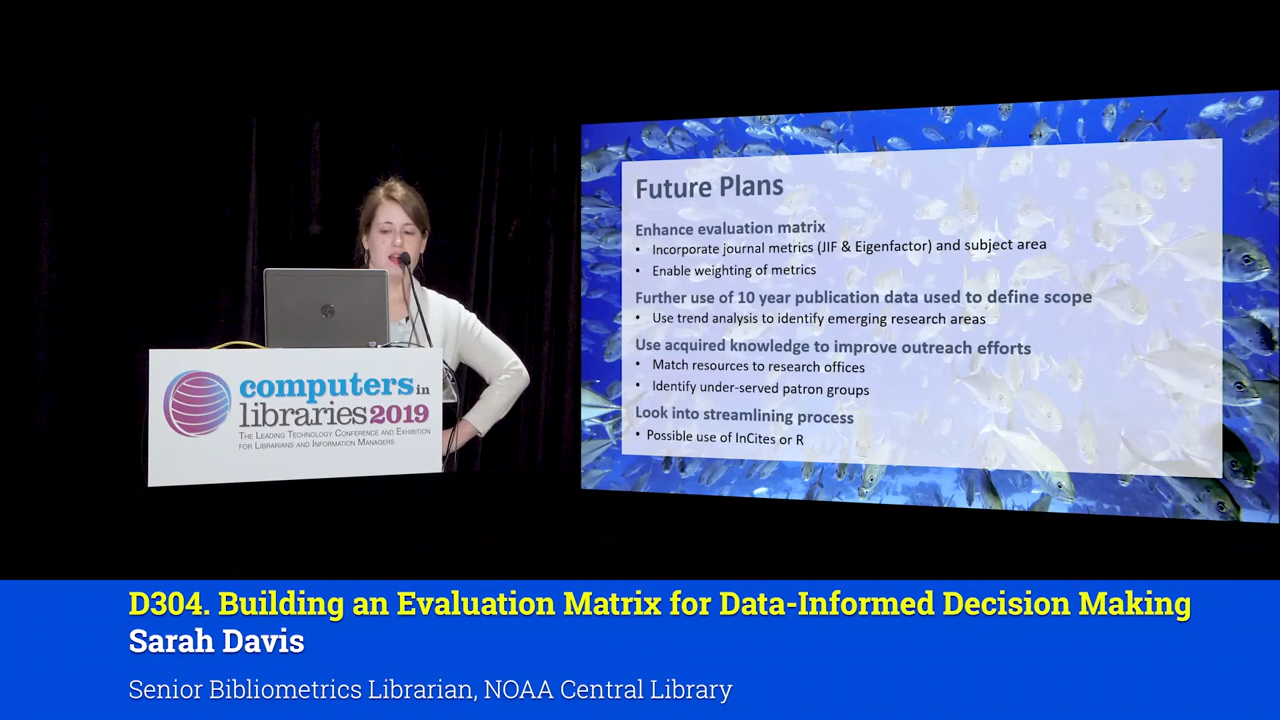 computers in
libraries 2019
The Leading Technology Conference and Exhibition
for Librarians and Information Managers
Future Plans
Enhance evaluation matrix
• Incorporate journal metrics (JIF & Eigenfactor) and subject area
• Enable weighting of metrics
Further use of 10 year publication data used to define scope
• Use trend analysis to identify emerging research areas
Use acquired knowledge to improve outreach efforts
• Match resources to research offices
• Identify under-served patron groups
Look into streamlining process
• Possible use of InCites or R
D304. Building an Evaluation Matrix for Data-Informed Decision Making
Sarah Davis
Senior Bibliometrics Librarian, NOAA Central Library